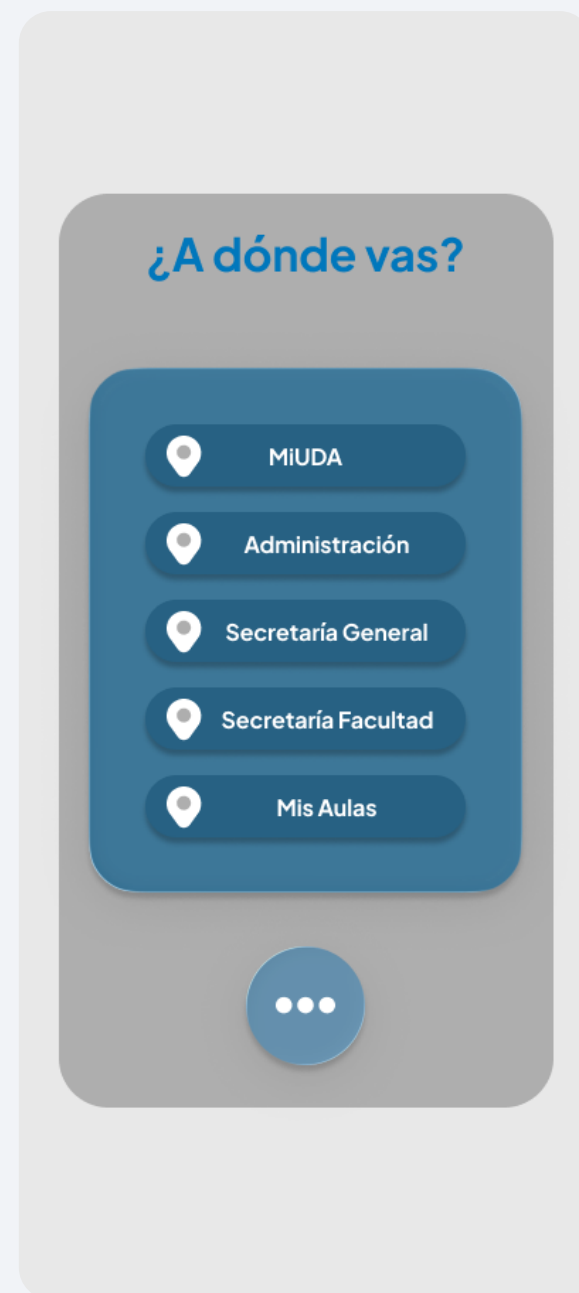 ¿A dónde vas?
MiUDA
Administración
Secretaría General
Secretaría Facultad
Mis Aulas